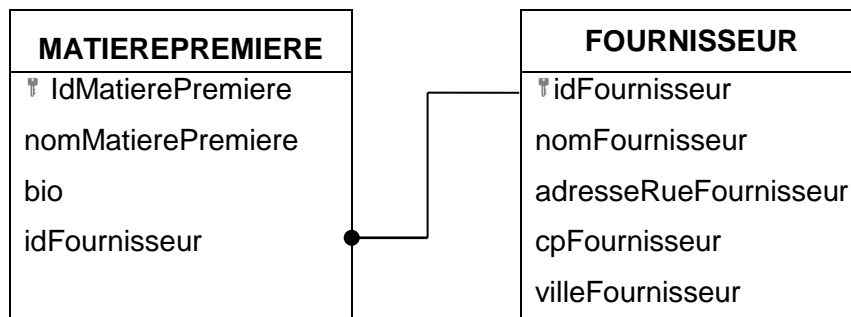 MATIEREPREMIERE
IdMatierePremiere
nomMatierePremiere
bio
idFournisseur
FOURNISSEUR
idFournisseur
nomFournisseur
adresseRueFournisseur
cpFournisseur
villeFournisseur